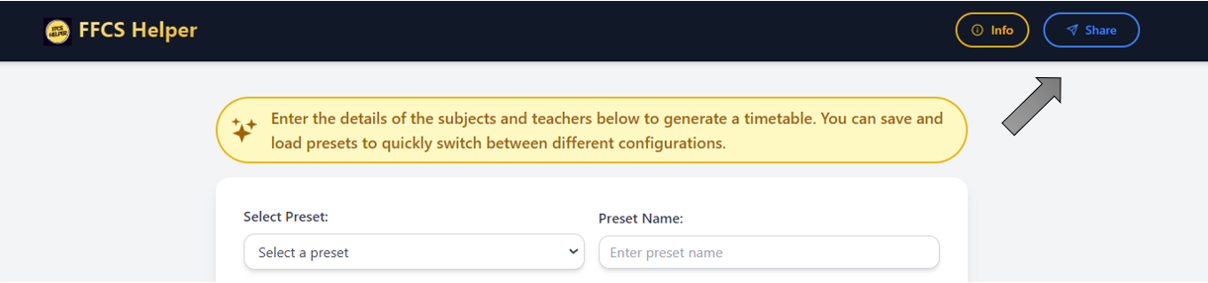 FFCS HELPER
FFCS Helper
Info
Share
Enter the details of the subjects and teachers below to generate a timetable. You can save and
load presets to quickly switch between different configurations.
Select Preset:
Preset Name:
Select a preset
Enter preset name